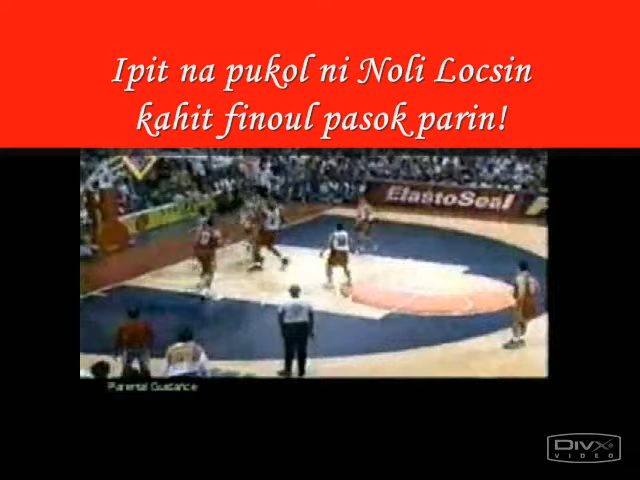 Ipit na pukol ni Noli Locsin
kahit finoul pasok parin!
ElastoSeal
Parental Guidance
DIVX
VIDEO